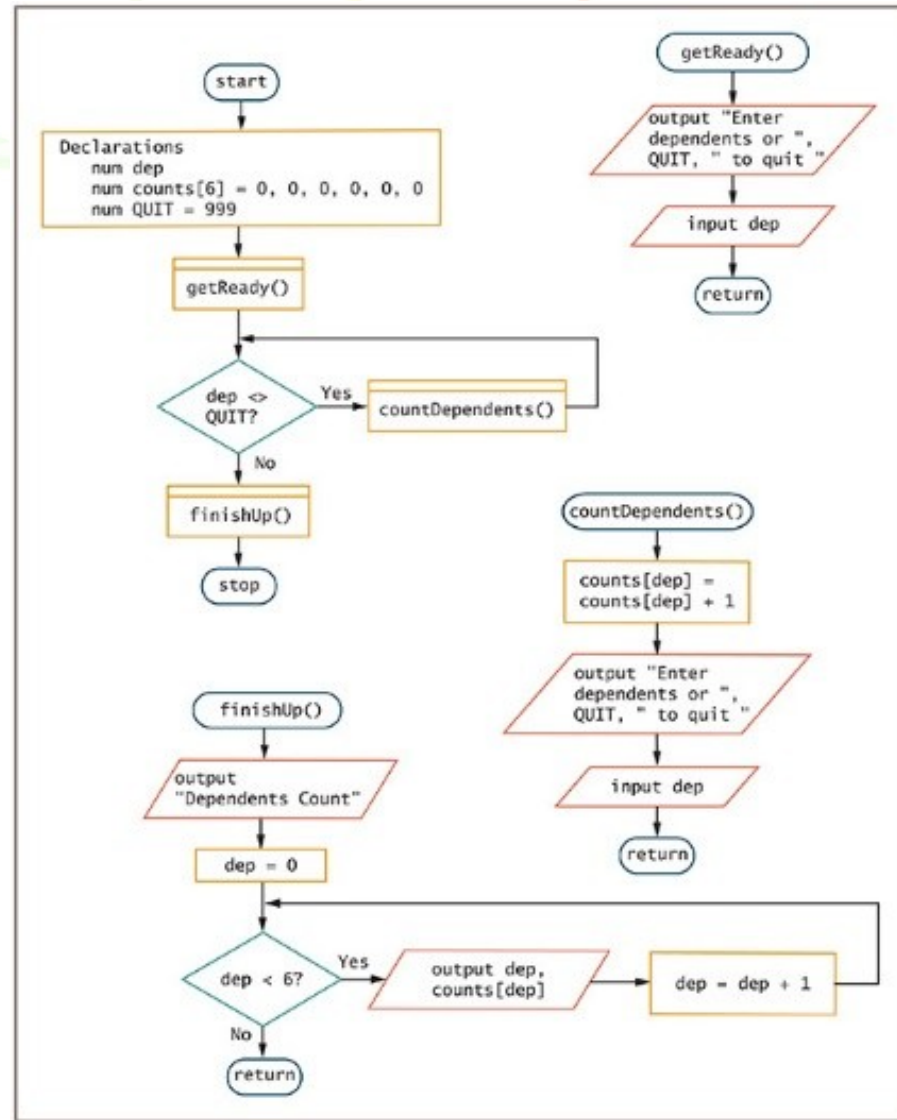 start
Declarations
num dep
num counts[6] = 0, 0, 0, 0, 0, 0
num QUIT = 999
getReady()
dep <>
QUIT?
Yes
countDependents()
No
finishUp()
stop
getReady()
output "Enter
dependents or ",
QUIT, " to quit "
input dep
return
countDependents()
counts[dep] =
counts[dep] + 1
output "Enter
dependents or ",
QUIT, " to quit "
input dep
return
finishUp()
output
"Dependents Count"
dep = 0
dep < 6?
Yes
output dep,
counts[dep]
dep = dep + 1
No
return